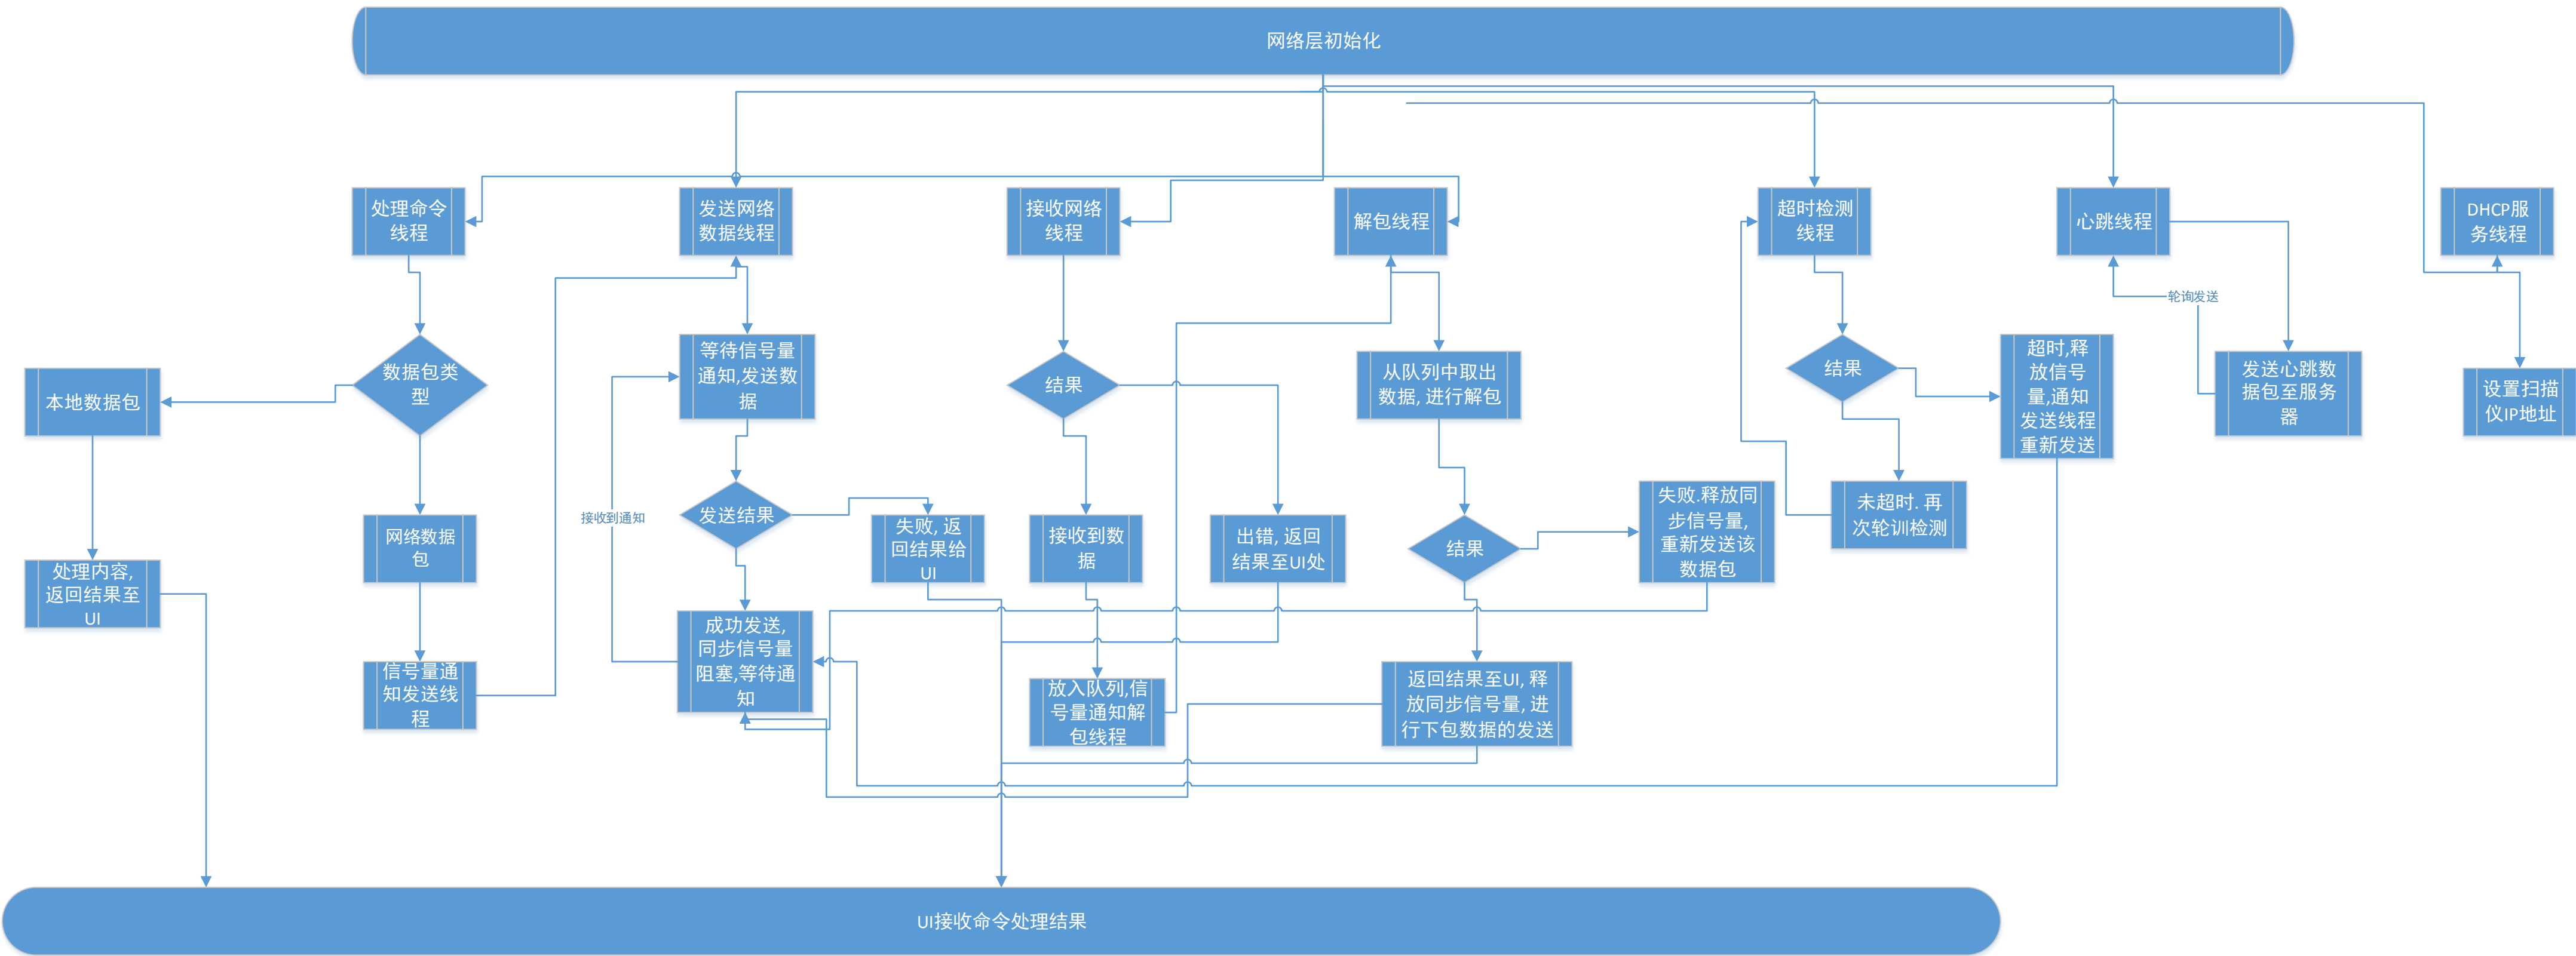 网络层初始化
处理命令
线程
发送网络
数据线程
接收网络
线程
解包线程
超时检测
线程
心跳线程
DHCP服
务线程
轮询发送
本地数据包
数据包类
型
等待信号量
通知,发送数
据
结果
从队列中取出
数据, 进行解包
结果
超时,释
放信号
量,通知
发送线程
重新发送
发送心跳数
据包至服务
器
设置扫描
仪IP地址
接收到通知
处理内容,
返回结果至
UI
网络数据
包
发送结果
失败, 返
回结果给
UI
接收到数
据
出错, 返回
结果至UI处
结果
失败.释放同
步信号量,
重新发送该
数据包
未超时. 再
次轮训检测
信号量通
知发送线
程
成功发送,
同步信号量
阻塞,等待通
知
放入队列,信
号量通知解
包线程
返回结果至UI, 释
放同步信号量, 进
行下包数据的发送
UI接收命令处理结果